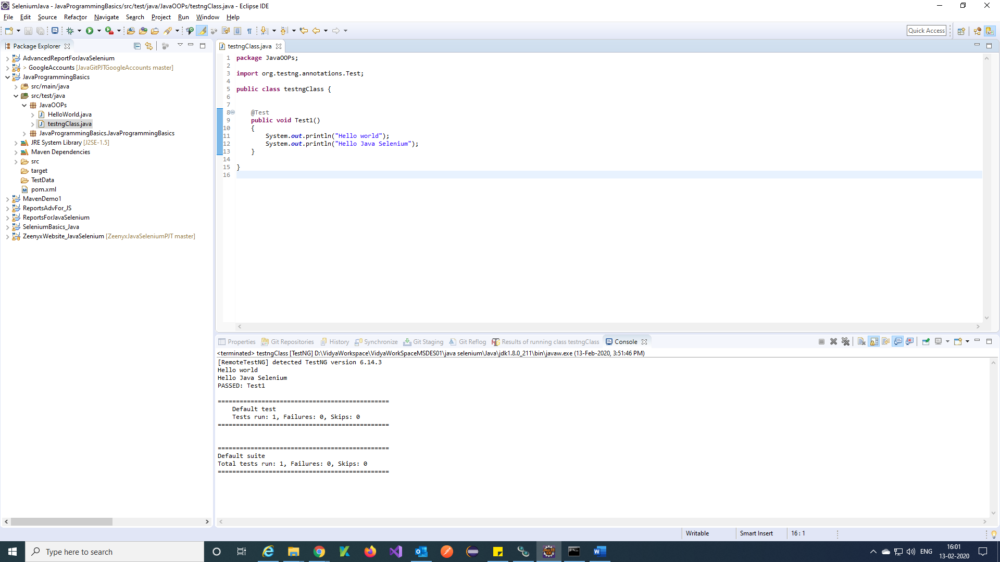 SeleniumJava - JavaProgrammingBasics/src/test/java/JavaOOPs/testngClass.java - Eclipse IDE
File Edit Source Refactor Navigate Search Project Run Window Help
Quick Access
Package Explorer
AdvancedReportForJavaSelenium
> GoogleAccounts [JavaGitPJTGoogleAccounts master]
JavaProgrammingBasics
src/main/java
src/test/java
JavaOOPs
HelloWorld.java
testngClass.java
JavaProgrammingBasics.JavaProgrammingBasics
JRE System Library [J2SE-1.5]
Maven Dependencies
src
target
TestData
pom.xml
MavenDemo1
ReportsAdvFor_JS
ReportsForJavaSelenium
SeleniumBasics_Java
ZeenyxWebsite_JavaSelenium [ZeenyxJavaSeleniumPJT master]
testngClass.java
1 package JavaOOPs;
2
3 import org.testng.annotations.Test;
4
5 public class testngClass {
6
7
8 @Test
9 public void Test1()
10 {
11 System.out.println("Hello world");
12 System.out.println("Hello Java Selenium");
13 }
14
15 }
16
Properties Git Repositories History Synchronize Git Staging Git Reflog Results of running class testngClass Console
<terminated> testngClass [TestNG] D:\VidyaWorkspace\VidyaWorkSpaceMSDES01\java selenium\Java\jdk1.8.0_211\bin\javaw.exe (13-Feb-2020, 3:51:46 PM)
[RemoteTestNG] detected TestNG version 6.14.3
Hello world
Hello Java Selenium
PASSED: Test1
===============================================
Default test
Tests run: 1, Failures: 0, Skips: 0
===============================================
===============================================
Default suite
Total tests run: 1, Failures: 0, Skips: 0
===============================================
Writable Smart Insert 16 : 1
Type here to search
ENG
16:01
13-02-2020